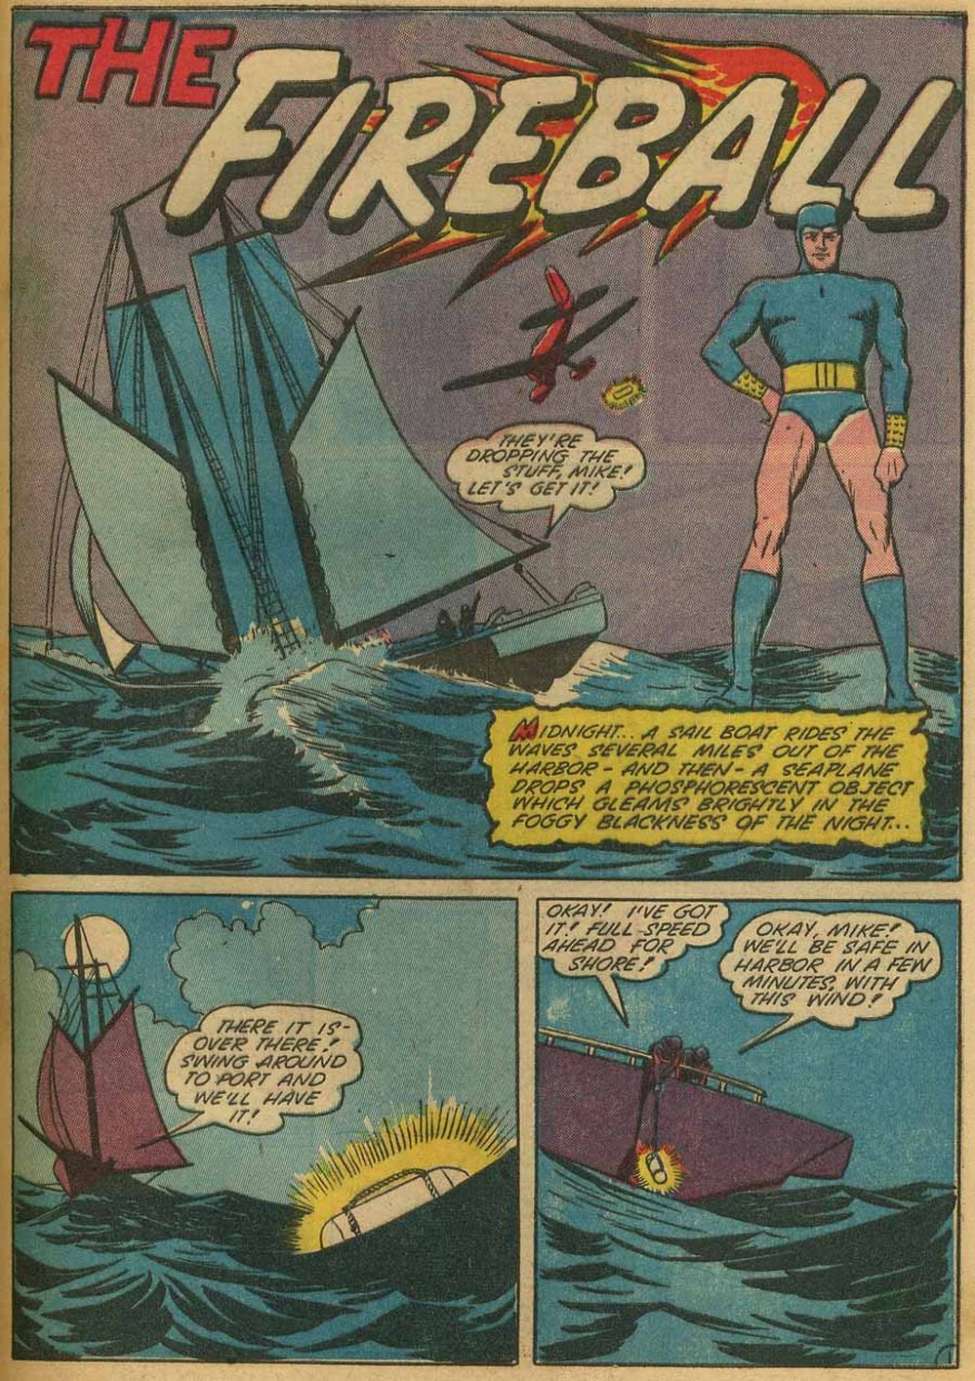 THE
FIREBALL
THEY'RE
DROPPING THE
STUFF, MIKE!
LET'S GET IT!
MIDNIGHT... A SAIL BOAT RIDES THE
WAVES SEVERAL MILES OUT OF THE
HARBOR - AND THEN - A SEAPLANE
DROPS A PHOSPHORESCENT OBJECT
WHICH GLEAMS BRIGHTLY IN THE
FOGGY BLACKNESS OF THE NIGHT...
THERE IT IS-
OVER THERE!
SWING AROUND
TO PORT AND
WE'LL HAVE
IT!
OKAY! I'VE GOT
IT! FULL SPEED
AHEAD FOR
SHORE!
OKAY, MIKE!
WE'LL BE SAFE IN
HARBOR IN A FEW
MINUTES, WITH
THIS WIND!
1